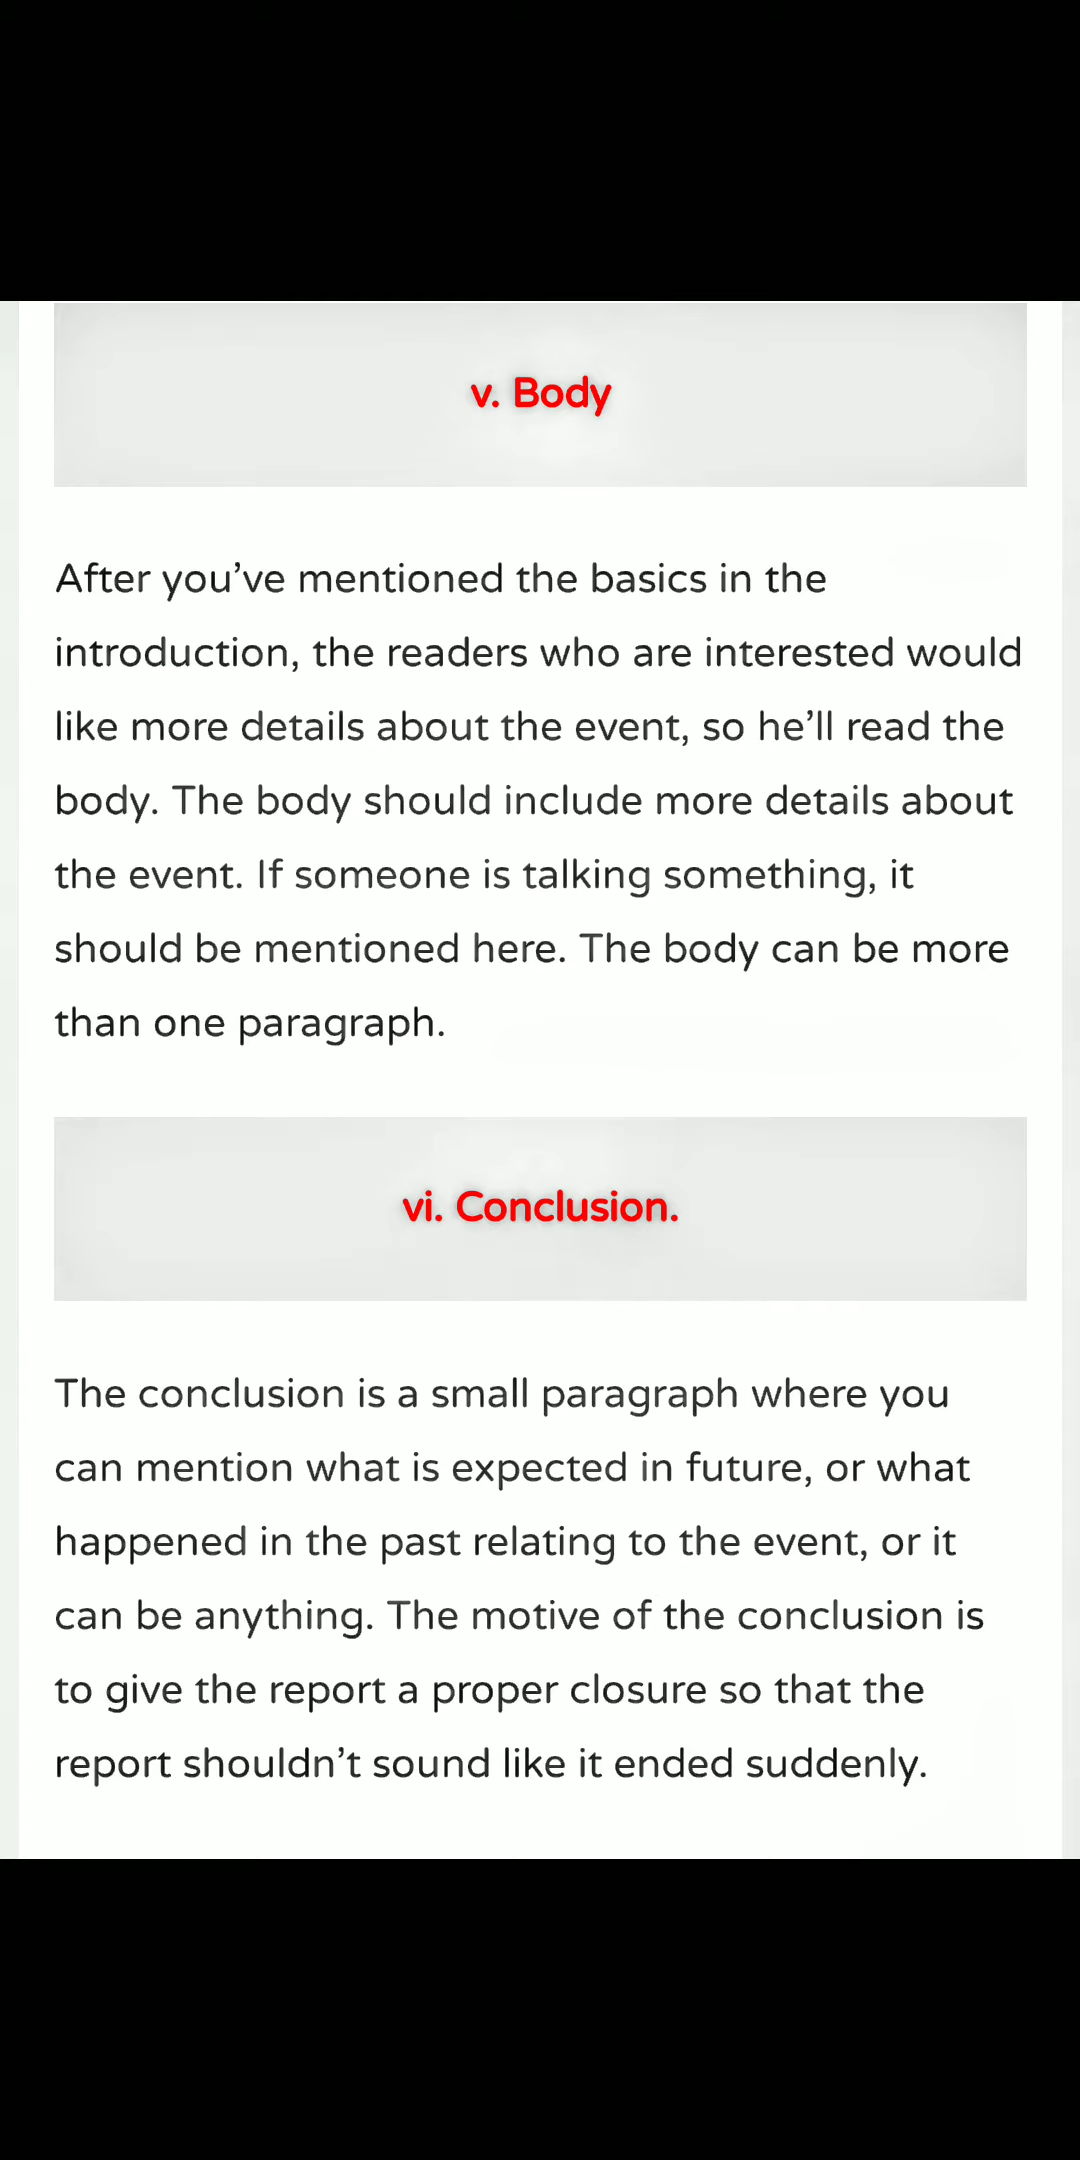 v. Body
After you’ve mentioned the basics in the
introduction, the readers who are interested would
like more details about the event, so he’ll read the
body. The body should include more details about
the event. If someone is talking something, it
should be mentioned here. The body can be more
than one paragraph.
vi. Conclusion.
The conclusion is a small paragraph where you
can mention what is expected in future, or what
happened in the past relating to the event, or it
can be anything. The motive of the conclusion is
to give the report a proper closure so that the
report shouldn’t sound like it ended suddenly.